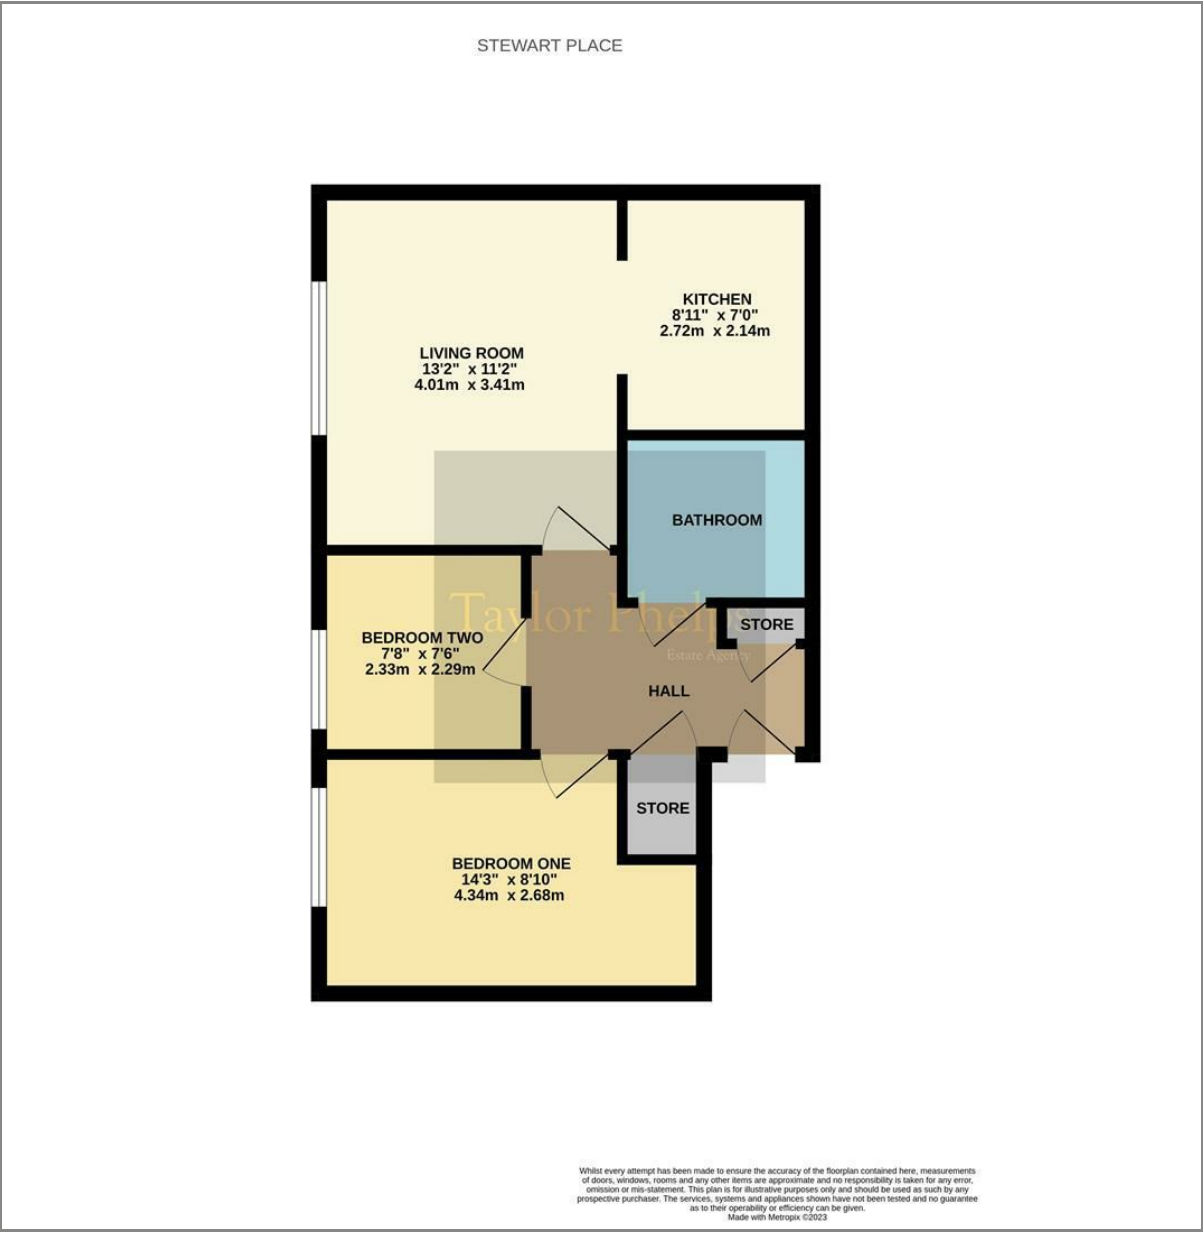 STEWART PLACE
KITCHEN
8'11" x 7'0"
2.72m x 2.14m
LIVING ROOM
13'2" x 11'2"
4.01m x 3.41m
BATHROOM
Taylor Phelps
Estate Agency
STORE
BEDROOM TWO
7'8" x 7'6"
2.33m x 2.29m
HALL
STORE
BEDROOM ONE
14'3" x 8'10"
4.34m x 2.68m
Whilst every attempt has been made to ensure the accuracy of the floorplan contained here, measurements
of doors, windows, rooms and any other items are approximate and no responsibility is taken for any error,
omission or mis-statement. This plan is for illustrative purposes only and should be used as such by any
prospective purchaser. The services, systems and appliances shown have not been tested and no guarantee
as to their operability or efficiency can be given.
Made with Metropix ©2023